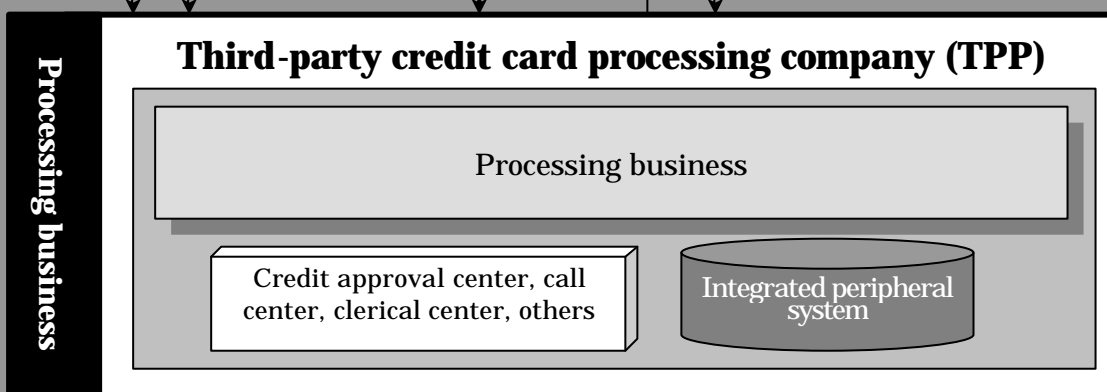 Processing business
Third-party credit card processing company (TPP)
Processing business
Credit approval center, call
center, clerical center, others
Integrated peripheral
system